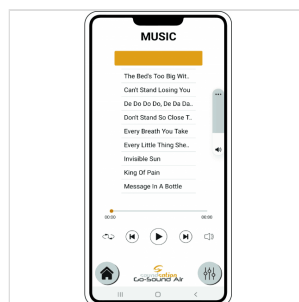 MUSIC
The Bed's Too Big Wit..
Can't Stand Losing You
De Do Do Do, De Da Da..
Don't Stand So Close T..
Every Breath You Take
Every Little Thing She..
Invisible Sun
King Of Pain
Message In A Bottle
00:00 00:00
soundsation
Go-Sound Air